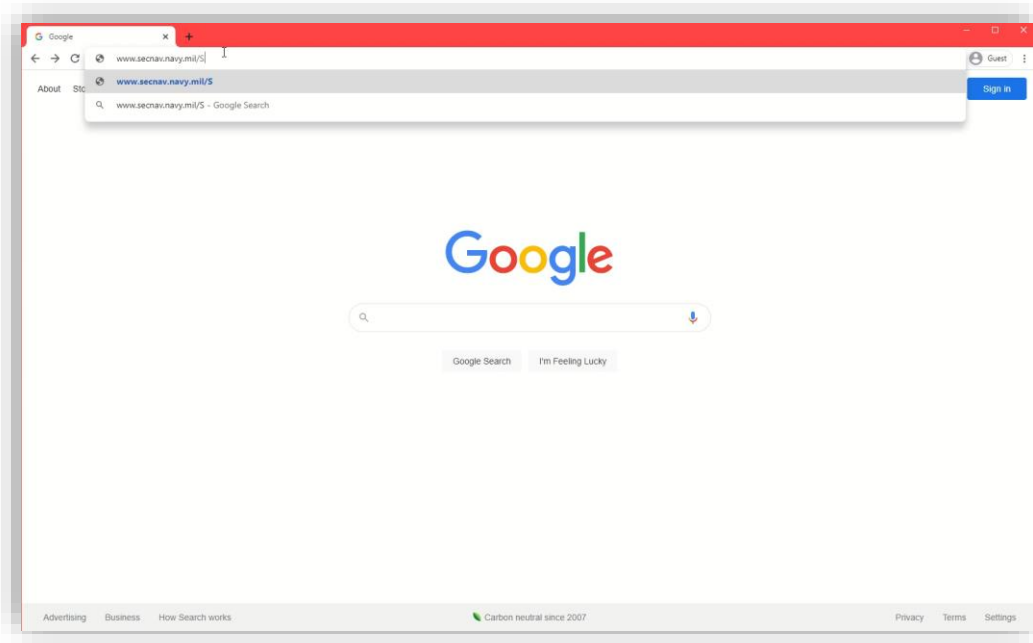 Google
www.secnav.navy.mil/S
Guest
About
www.secnav.navy.mil/S
Sign in
www.secnav.navy.mil/S - Google Search
Google
Google Search I'm Feeling Lucky
Advertising Business How Search works Carbon neutral since 2007 Privacy Terms Settings